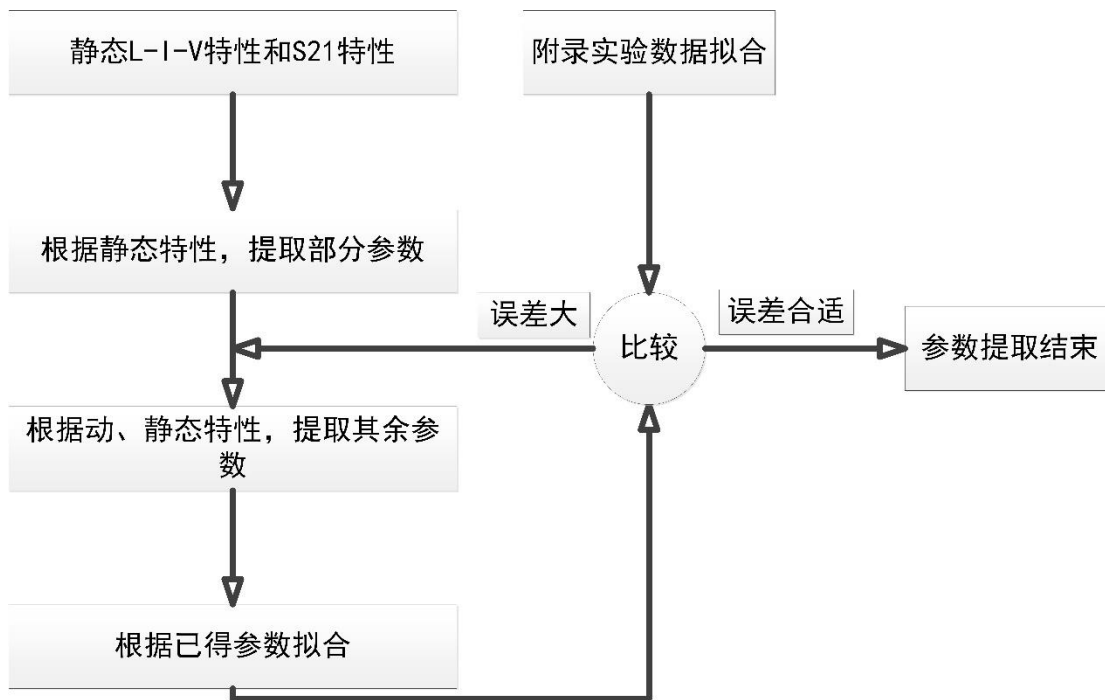 静态L-I-V特性和S21特性
附录实验数据拟合
根据静态特性，提取部分参数
误差大
误差合适
比较
参数提取结束
根据动、静态特性，提取其余参
数
根据已得参数拟合